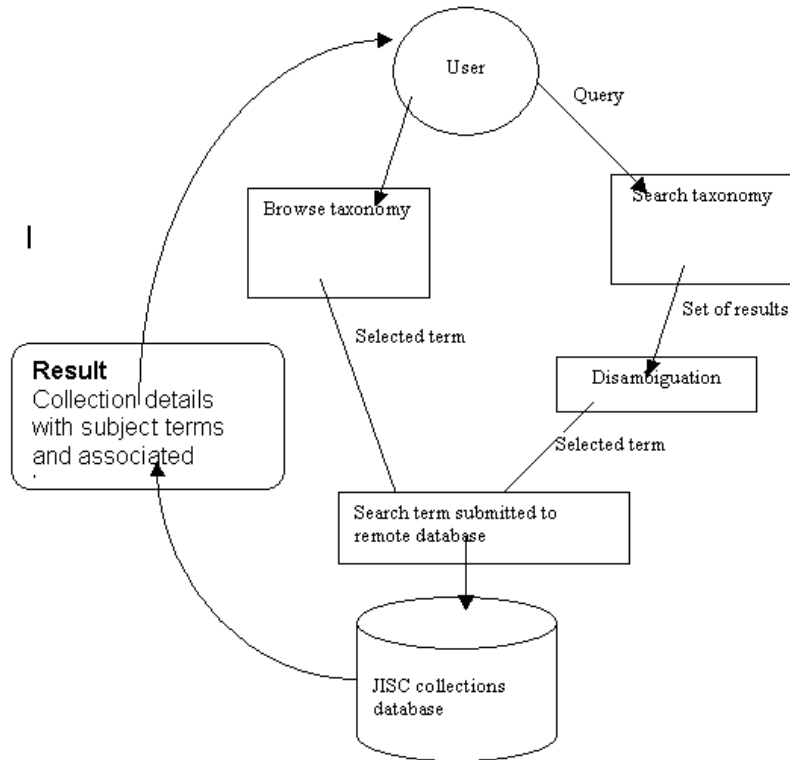 User
Query
Browse taxonomy
Search taxonomy
Set of results
Selected term
Disambiguation
Result
Collection details
with subject terms
and associated
.
Selected term
Search term submitted to
remote database
JISC collections
database